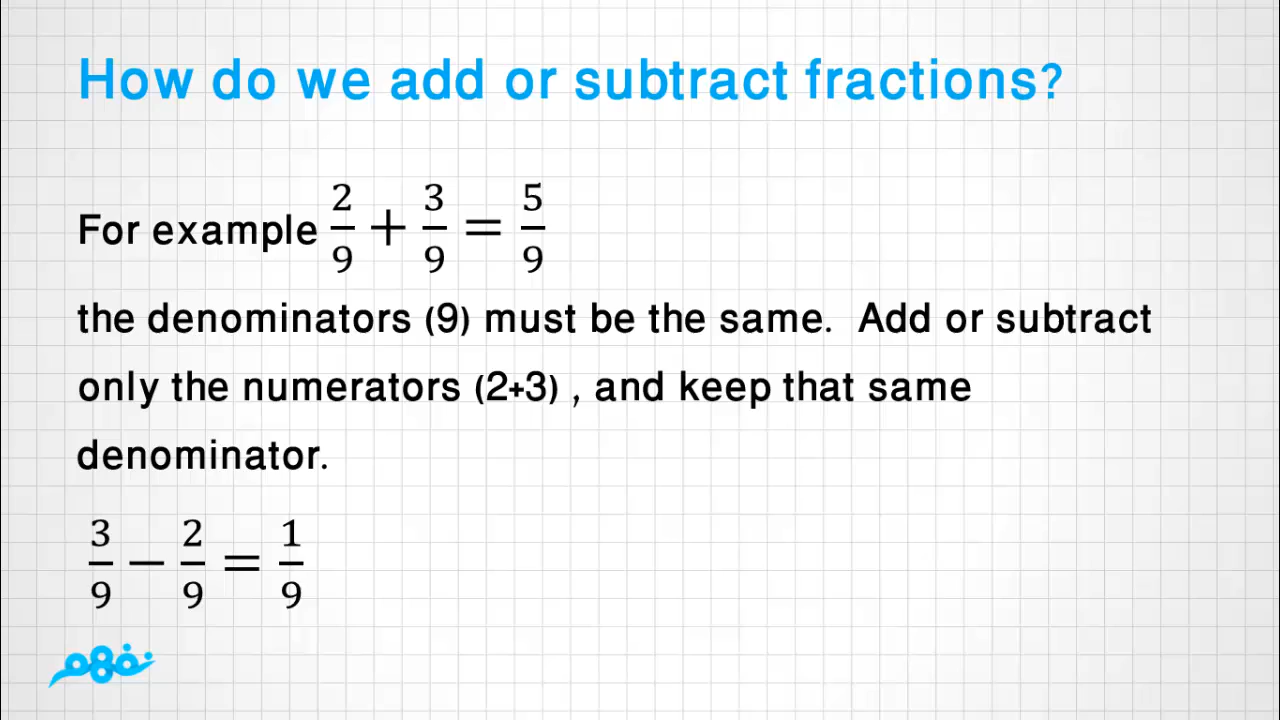 How do we add or subtract fractions?
For example 2/9 + 3/9 = 5/9
the denominators (9) must be the same. Add or subtract
only the numerators (2+3) , and keep that same
denominator.
3/9 − 2/9 = 1/9
نفهم